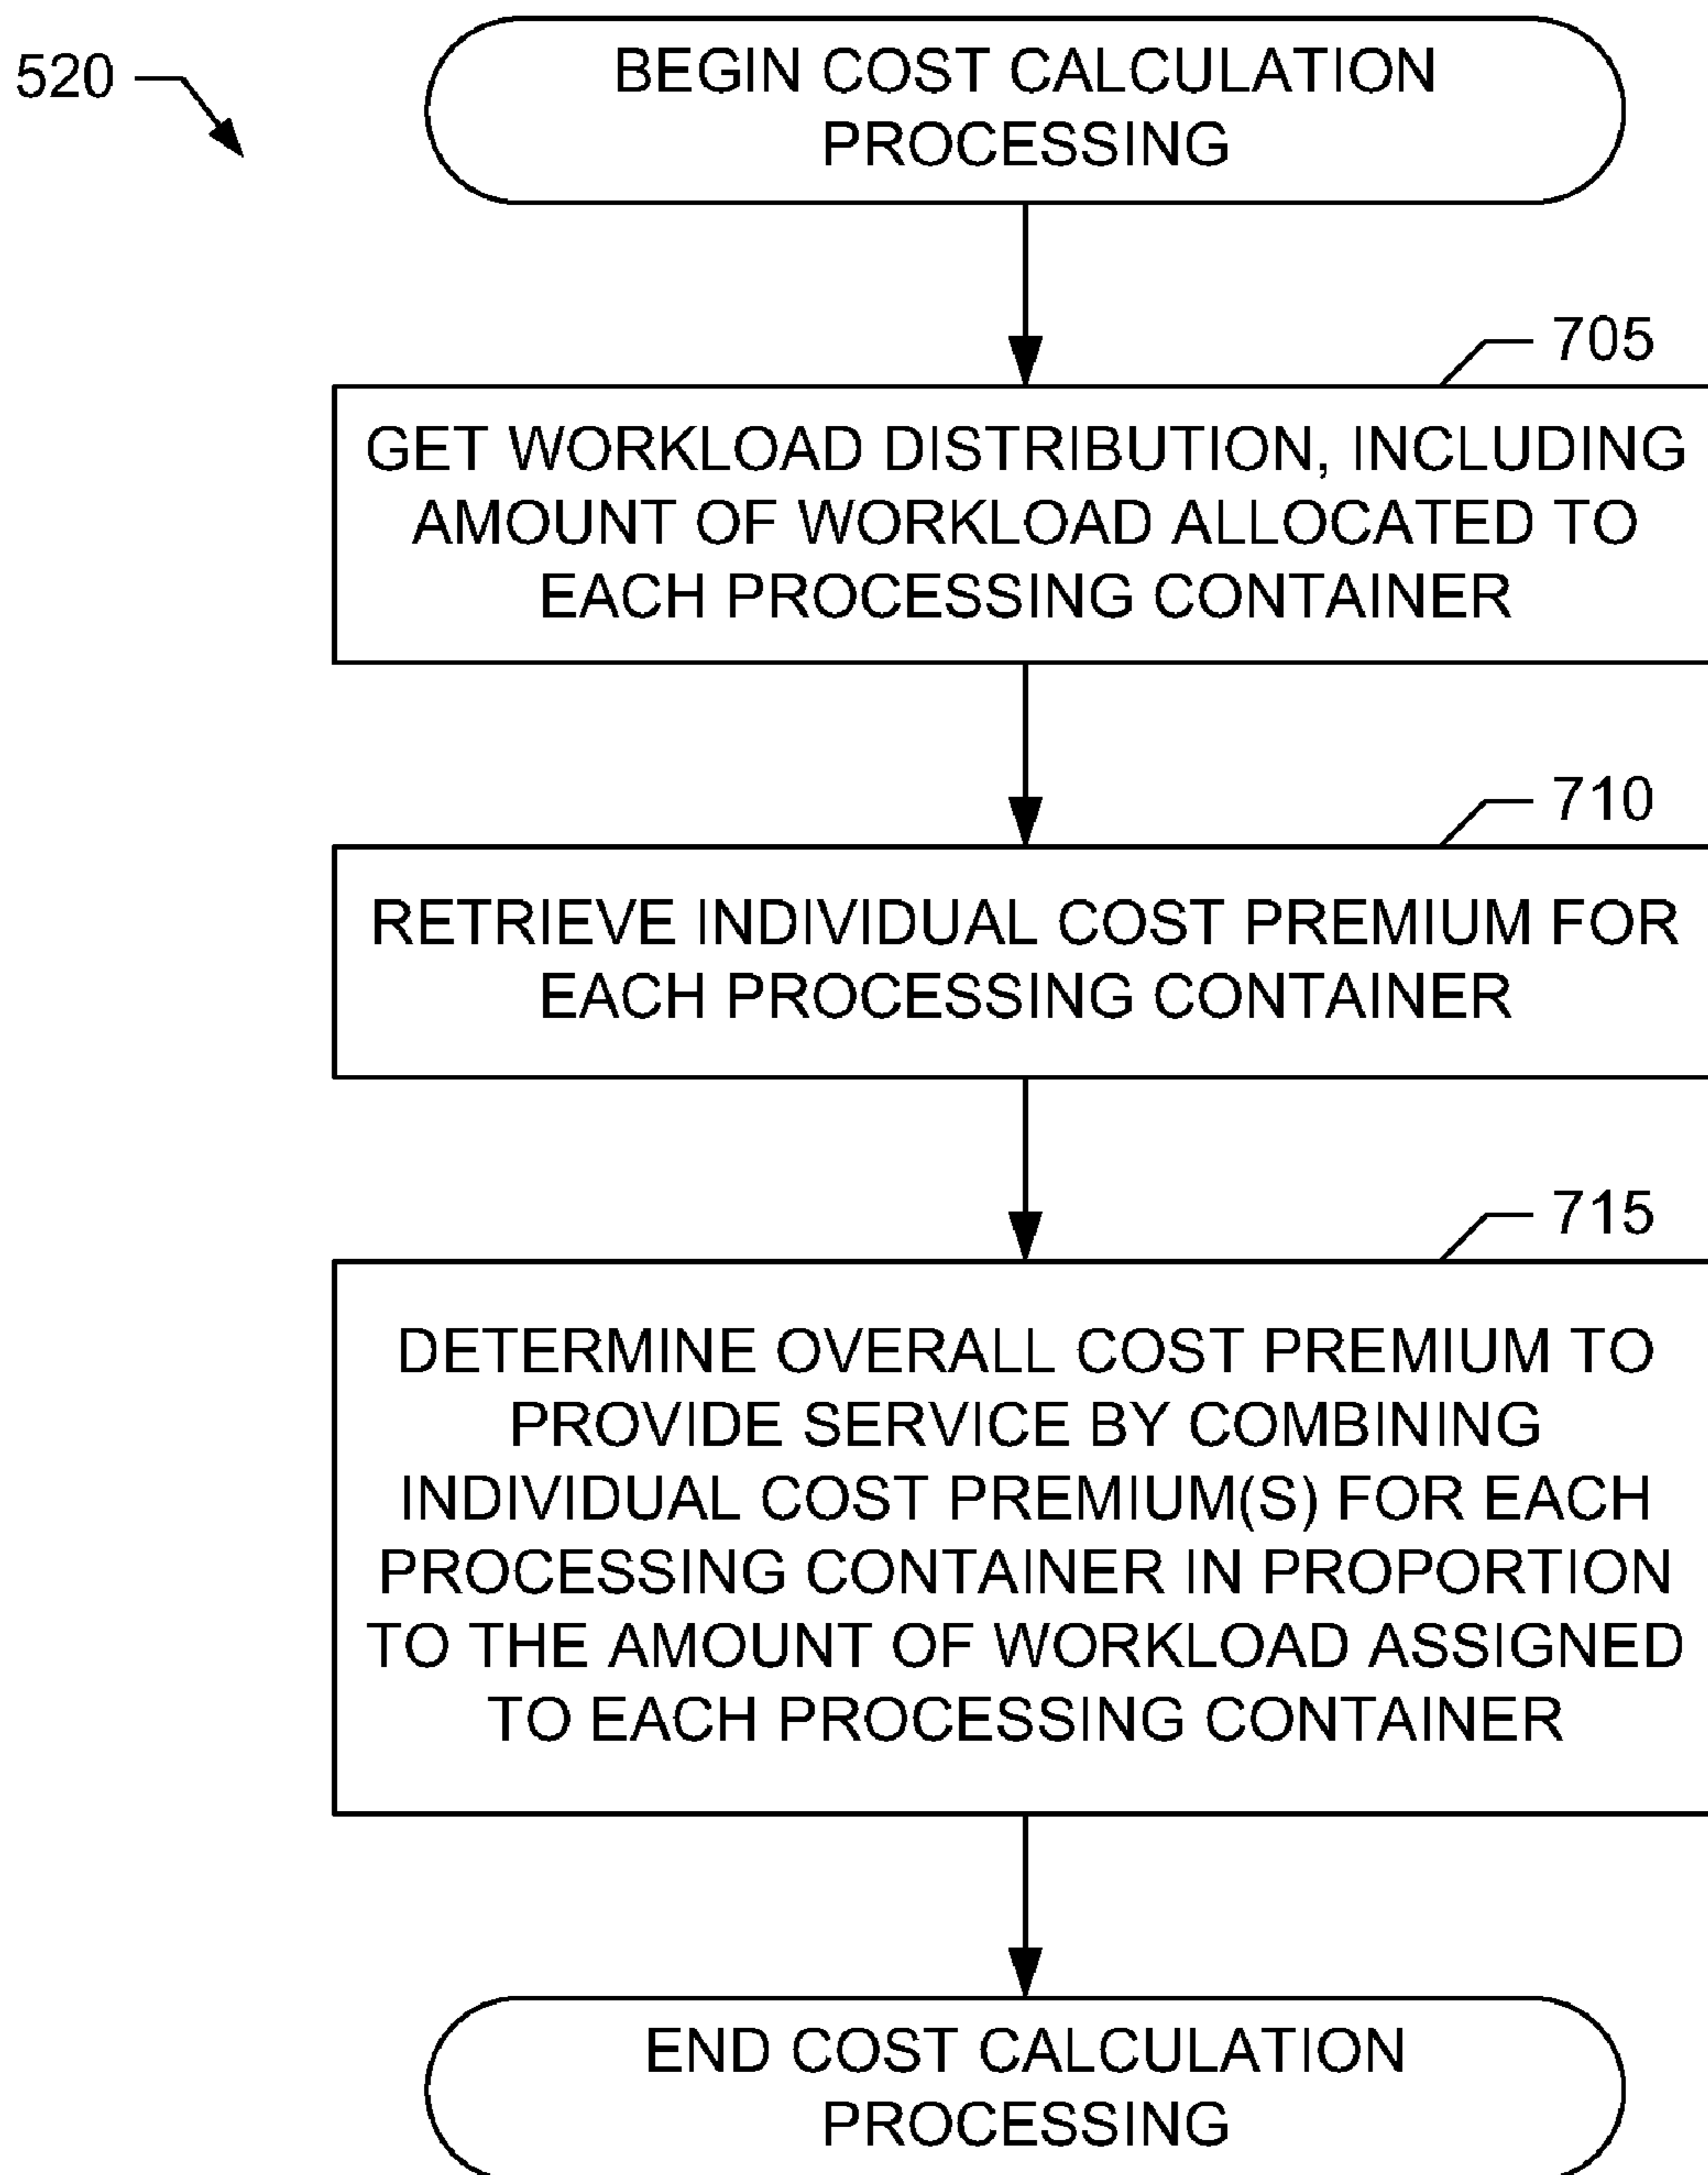 520
BEGIN COST CALCULATION
PROCESSING
705
GET WORKLOAD DISTRIBUTION, INCLUDING
AMOUNT OF WORKLOAD ALLOCATED TO
EACH PROCESSING CONTAINER
710
RETRIEVE INDIVIDUAL COST PREMIUM FOR
EACH PROCESSING CONTAINER
715
DETERMINE OVERALL COST PREMIUM TO
PROVIDE SERVICE BY COMBINING
INDIVIDUAL COST PREMIUM(S) FOR EACH
PROCESSING CONTAINER IN PROPORTION
TO THE AMOUNT OF WORKLOAD ASSIGNED
TO EACH PROCESSING CONTAINER
END COST CALCULATION
PROCESSING